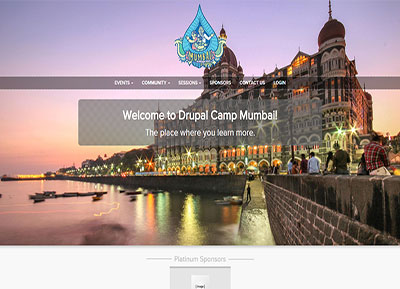 MUMBAI
EVENTS COMMUNITY SESSIONS SPONSORS CONTACT US LOGIN
Welcome to Drupal Camp Mumbai!
The place where you learn more.
Platinum Sponsors